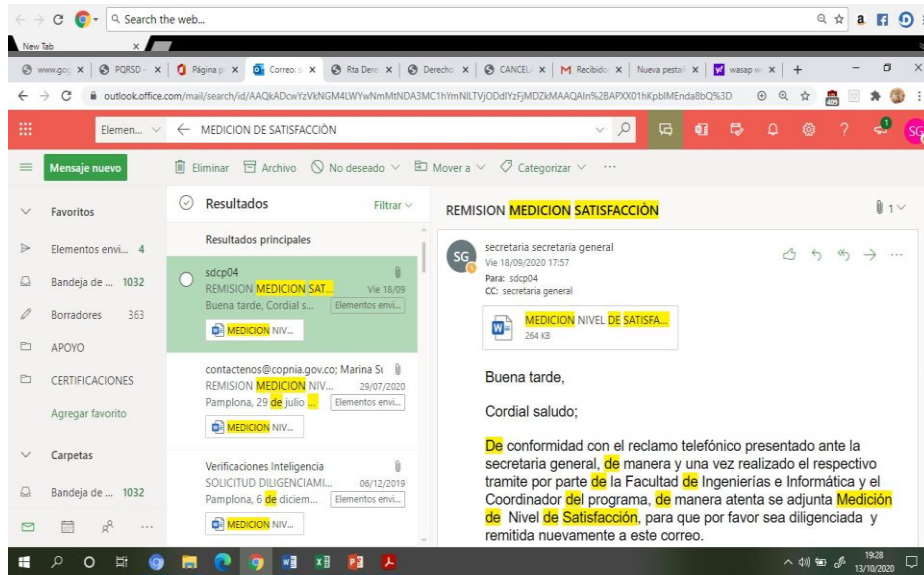 Search the web...
New Tab
www.gog
PQRSD -
Página p
Correo: s
Rta Dere
Derecho
CANCEL
Recibido
Nueva pestañ
wasap w
outlook.office.com/mail/search/id/
409
Elemen...
MEDICION DE SATISFACCIÒN
1
SG
Mensaje nuevo
Eliminar
Archivo
No deseado
Mover a
Categorizar
Favoritos
Elementos envi... 4
Bandeja de ... 1032
Borradores 363
APOYO
CERTIFICACIONES
Agregar favorito
Carpetas
Bandeja de ... 1032
Resultados
Filtrar
Resultados principales
sdcp04
REMISION MEDICION SAT... Vie 18/09
Buena tarde, Cordial s... Elementos envi...
MEDICION NIV...
contactenos@copnia.gov.co; Marina Su
REMISION MEDICION NIV... 29/07/2020
Pamplona, 29 de julio ... Elementos envi...
MEDICION NIV...
Verificaciones Inteligencia
SOLICITUD DILIGENCIAMI... 06/12/2019
Pamplona, 6 de diciem... Elementos envi...
MEDICION NIV...
REMISION MEDICION SATISFACCIÒN
1
SG
secretaria secretaría general
Vie 18/09/2020 17:57
Para: sdcp04
CC: secretaria general
MEDICION NIVEL DE SATISFA...
264 KB
Buena tarde,
Cordial saludo;
De conformidad con el reclamo telefónico presentado ante la
secretaria general, de manera y una vez realizado el respectivo
tramite por parte de la Facultad de Ingenierías e Informática y el
Coordinador del programa, de manera atenta se adjunta Medición
de Nivel de Satisfacción, para que por favor sea diligenciada y
remitida nuevamente a este correo.
19:28
13/10/2020